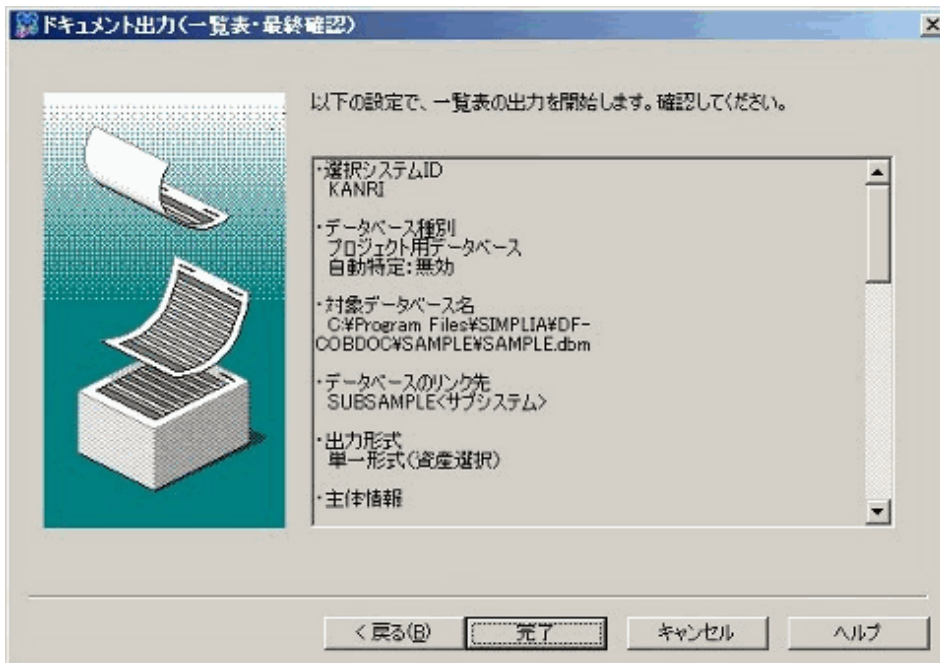 ドキュメント出力(一覧表・最終確認)
以下の設定で、一覧表の出力を開始します。確認してください。
・選択システムID
KANRI
・データベース種別
プロジェクト用データベース
自動特定:無効
・対象データベース名
C:¥Program Files¥SIMPLIA¥DF-
COBDOC¥SAMPLE¥SAMPLE.dbm
・データベースのリンク先
SUBSAMPLE<サブシステム>
・出力形式
単一形式(資産選択)
・主体情報
< 戻る(B)
完了
キャンセル
ヘルプ